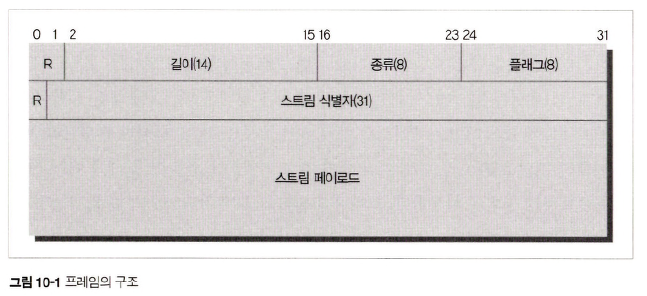 0 1 2 15 16 23 24 31
R 길이(14) 종류(8) 플래그(8)
R 스트림 식별자(31)
스트림 페이로드
그림 10-1 프레임의 구조